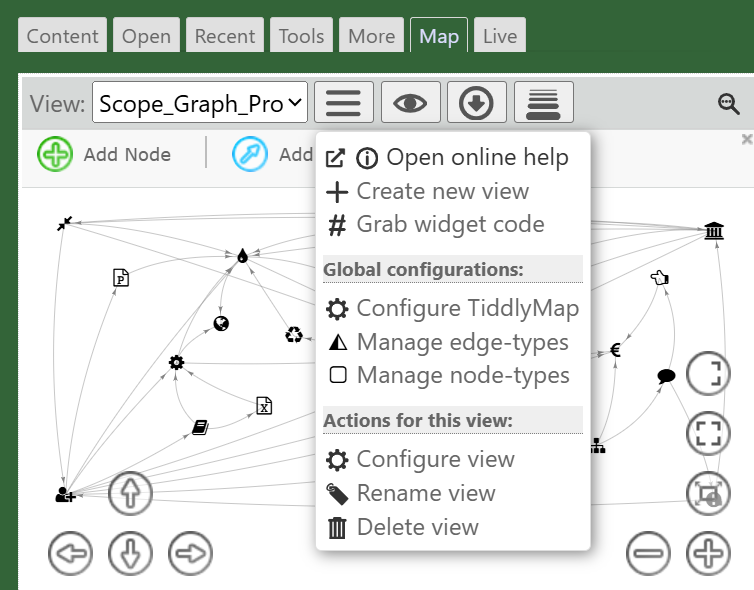 Content Open Recent Tools More Map Live
View: Scope_Graph_Pro
Add Node Add
Open online help
Create new view
# Grab widget code
Global configurations:
Configure TiddlyMap
Manage edge-types
Manage node-types
Actions for this view:
Configure view
Rename view
Delete view
P
€
X